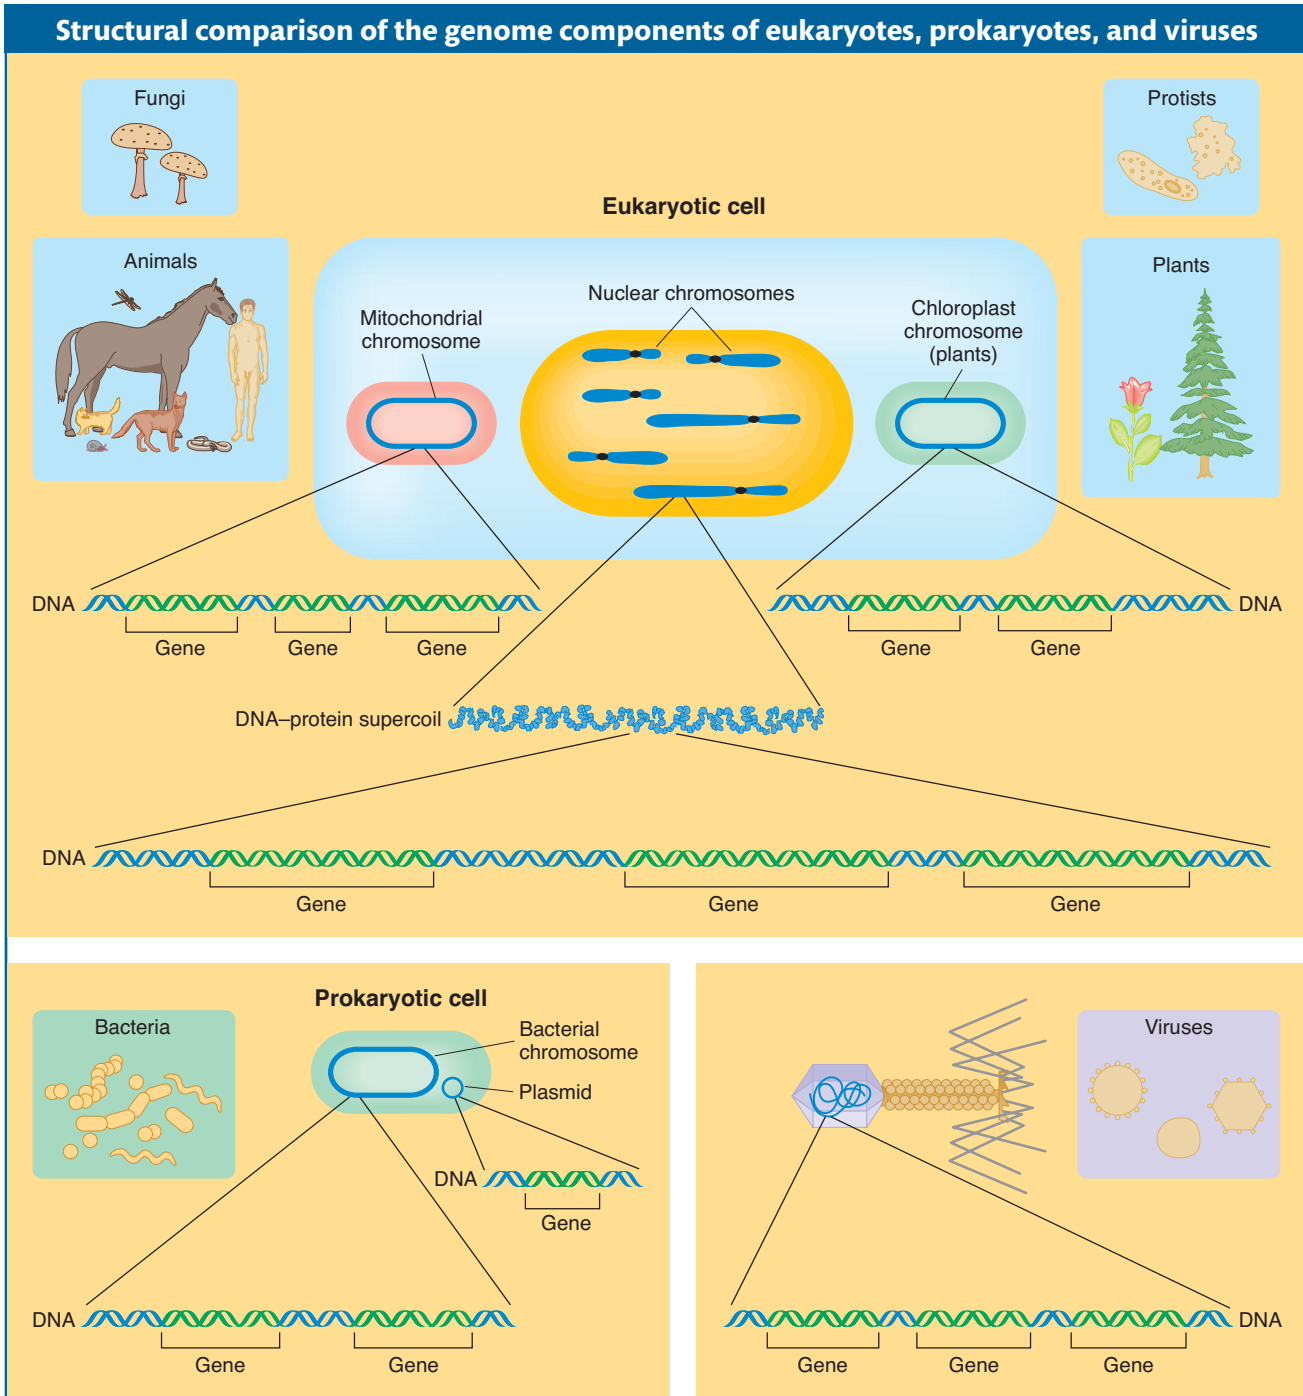 Structural comparison of the genome components of eukaryotes, prokaryotes, and viruses
Fungi
Protists
Eukaryotic cell
Animals
Plants
Nuclear chromosomes
Mitochondrial
chromosome
Chloroplast
chromosome
(plants)
DNA
Gene
Gene
Gene
DNA
Gene
Gene
DNA–protein supercoil
DNA
Gene
Gene
Gene
Prokaryotic cell
Bacteria
Bacterial
chromosome
Plasmid
DNA
Gene
DNA
Gene
Gene
Viruses
DNA
Gene
Gene
Gene